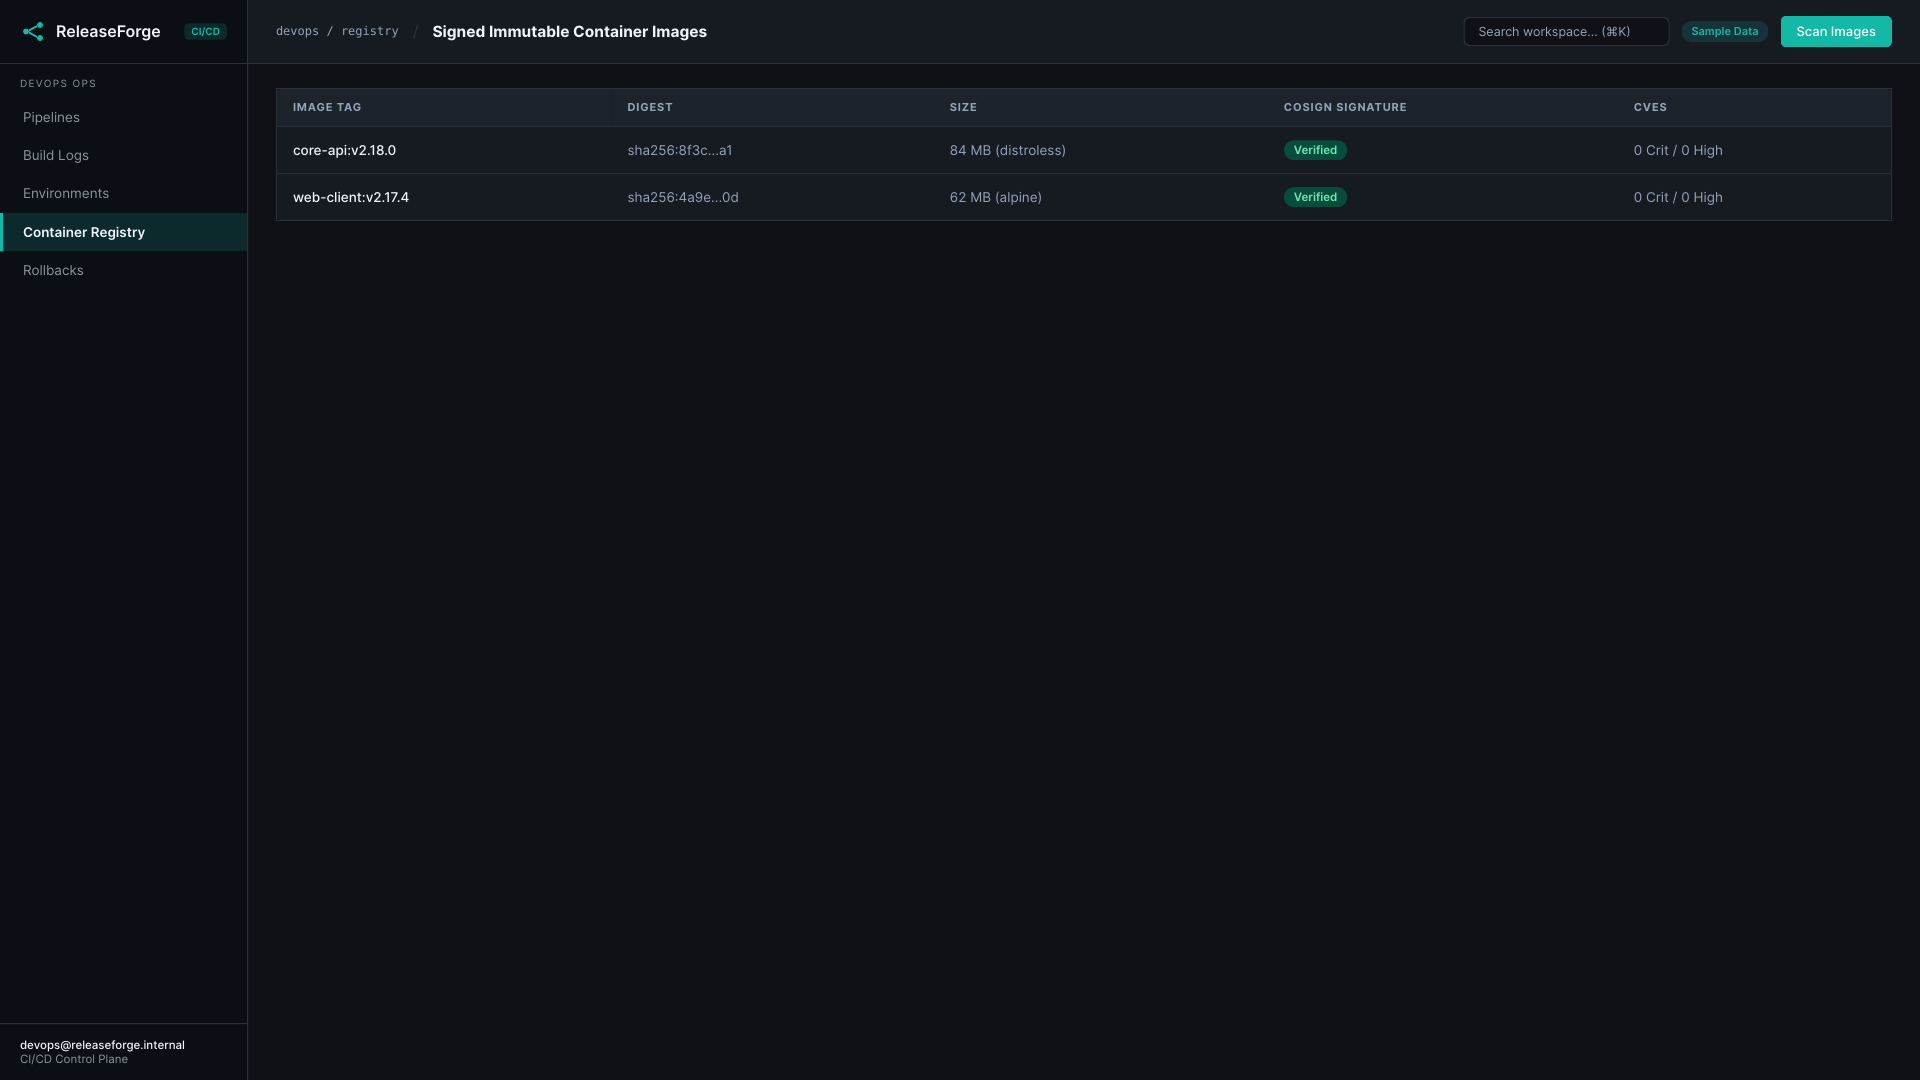 ReleaseForge CI/CD
DEVOPS OPS
Pipelines
Build Logs
Environments
Container Registry
Rollbacks
devops@releaseforge.internal
CI/CD Control Plane
devops / registry / Signed Immutable Container Images
Search workspace... (⌘K) Sample Data Scan Images
IMAGE TAG DIGEST SIZE COSIGN SIGNATURE CVES
core-api:v2.18.0 sha256:8f3c...a1 84 MB (distroless) Verified 0 Crit / 0 High
web-client:v2.17.4 sha256:4a9e...0d 62 MB (alpine) Verified 0 Crit / 0 High